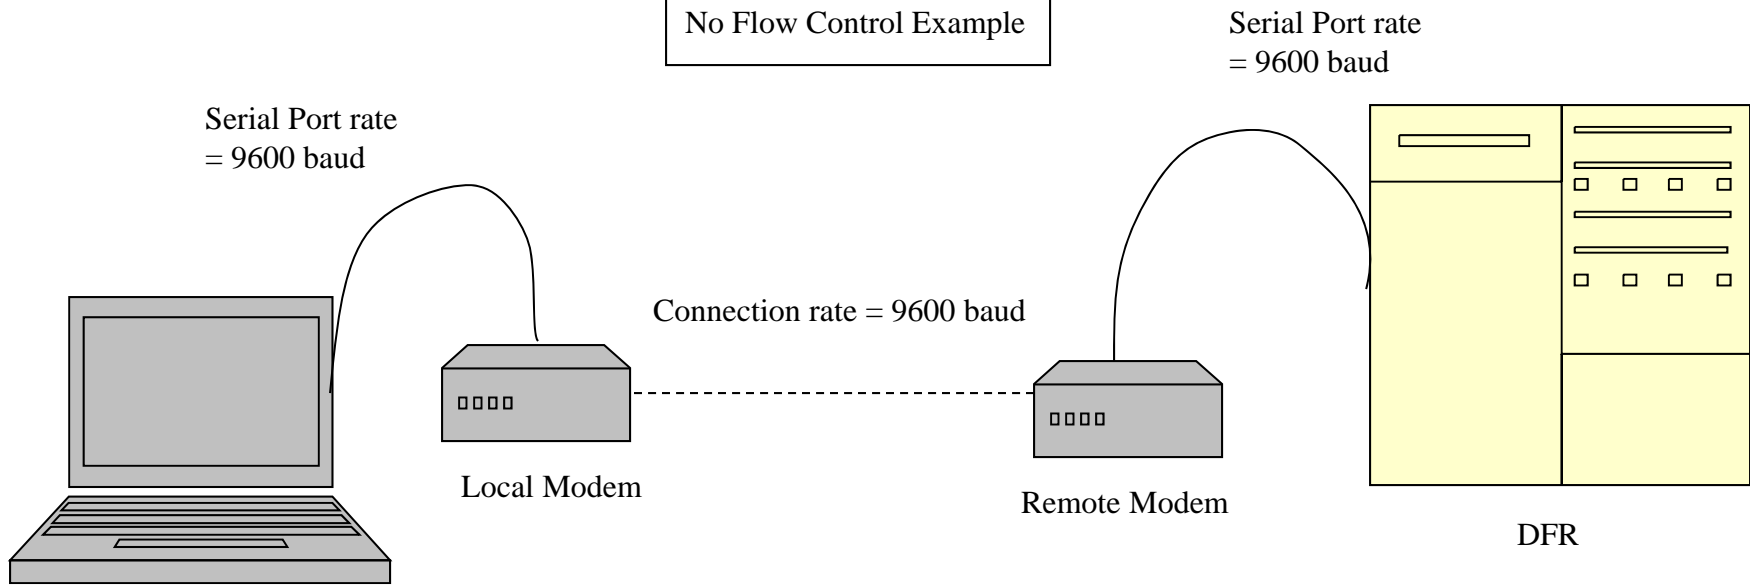 No Flow Control Example
Serial Port rate
= 9600 baud
Serial Port rate
= 9600 baud
Connection rate = 9600 baud
Local Modem
Remote Modem
DFR